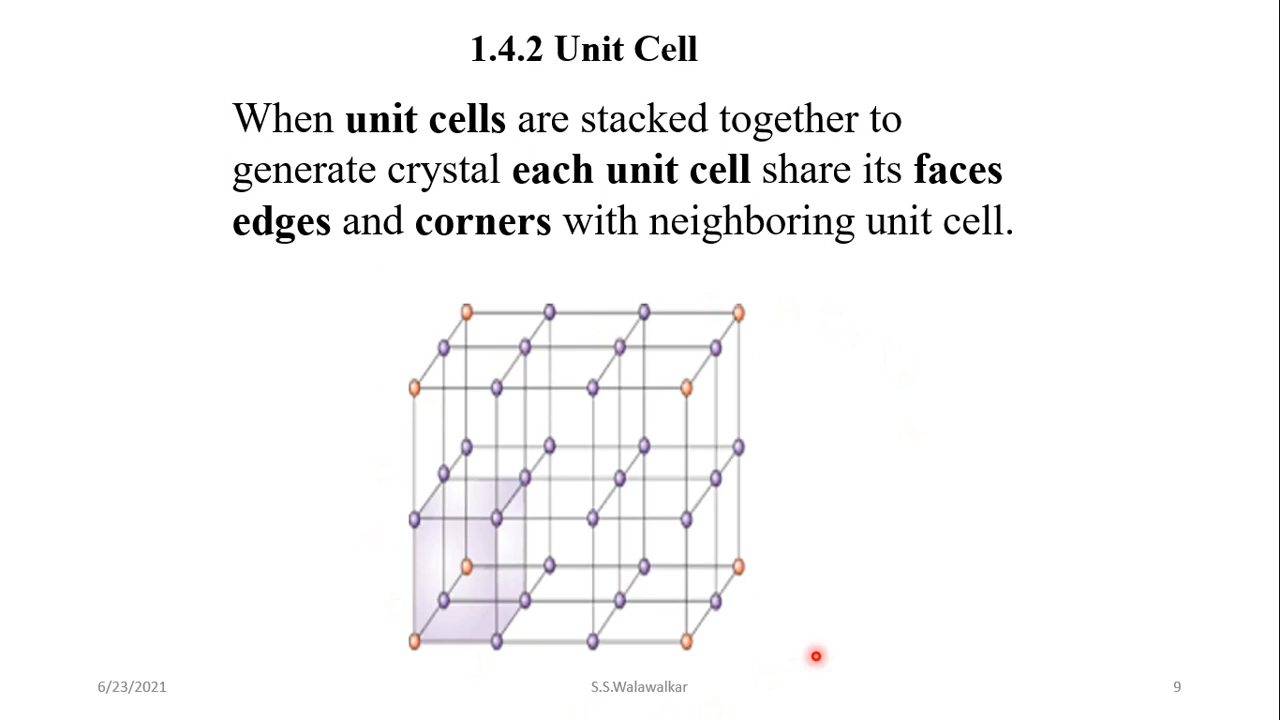 1.4.2 Unit Cell
When unit cells are stacked together to
generate crystal each unit cell share its faces
edges and corners with neighboring unit cell.
6/23/2021
S.S.Walawalkar
9